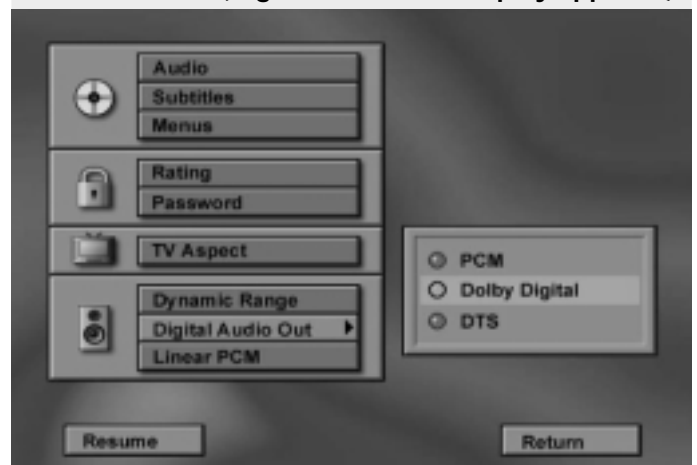 Audio
Subtitles
Menus
Rating
Password
TV Aspect
Dynamic Range
Digital Audio Out
Linear PCM
PCM
Dolby Digital
DTS
Resume
Return